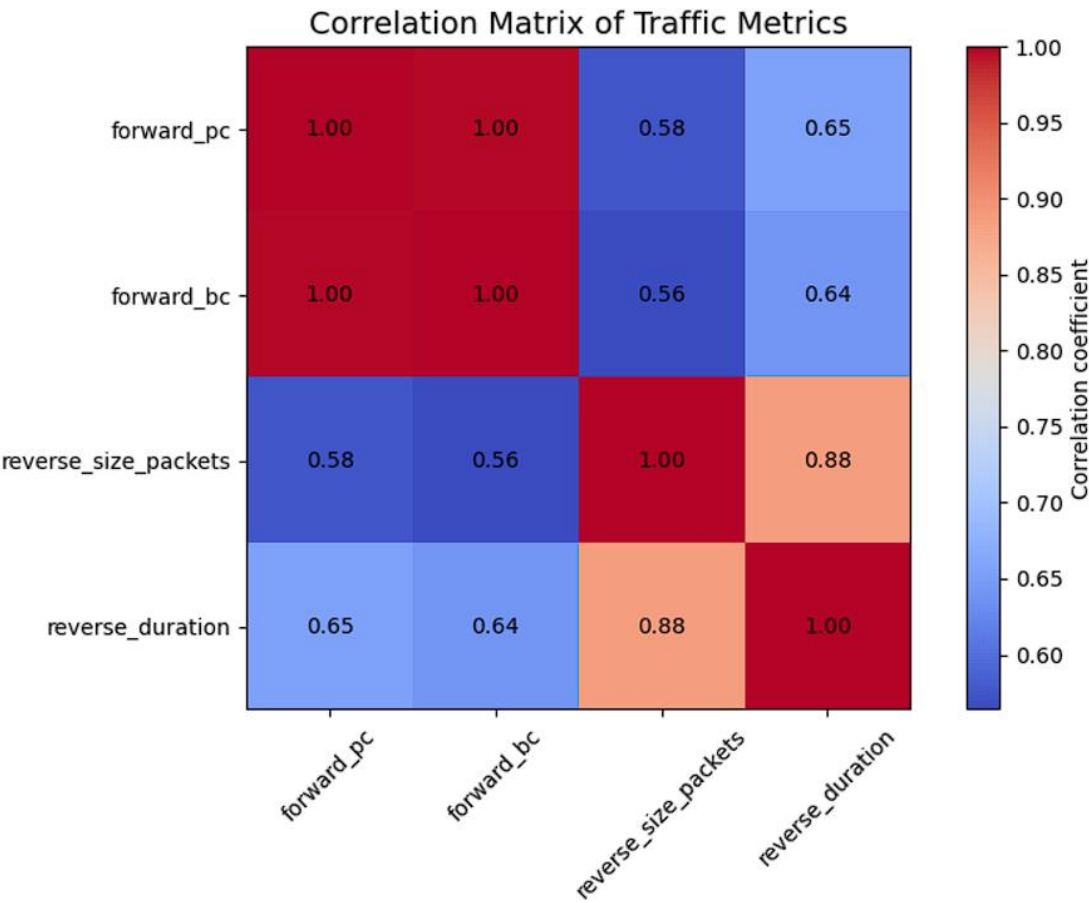 Correlation Matrix of Traffic Metrics
forward_pc
1.00 1.00 0.58 0.65
forward_bc
1.00 1.00 0.56 0.64
reverse_size_packets
0.58 0.56 1.00 0.88
reverse_duration
0.65 0.64 0.88 1.00
forward_pc
forward_bc
reverse_size_packets
reverse_duration
1.00
0.95
0.90
0.85
0.80
0.75
0.70
0.65
0.60
Correlation coefficient